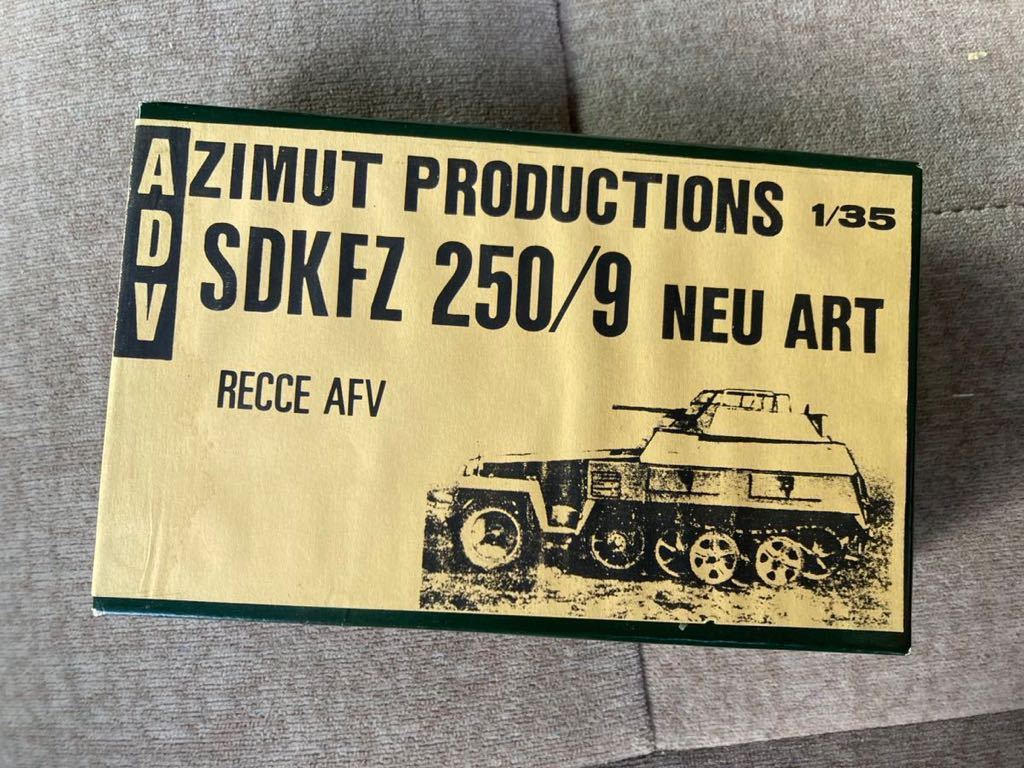 AZIMUT PRODUCTIONS 1/35
ADV
SDKFZ 250/9 NEU ART
RECCE AFV